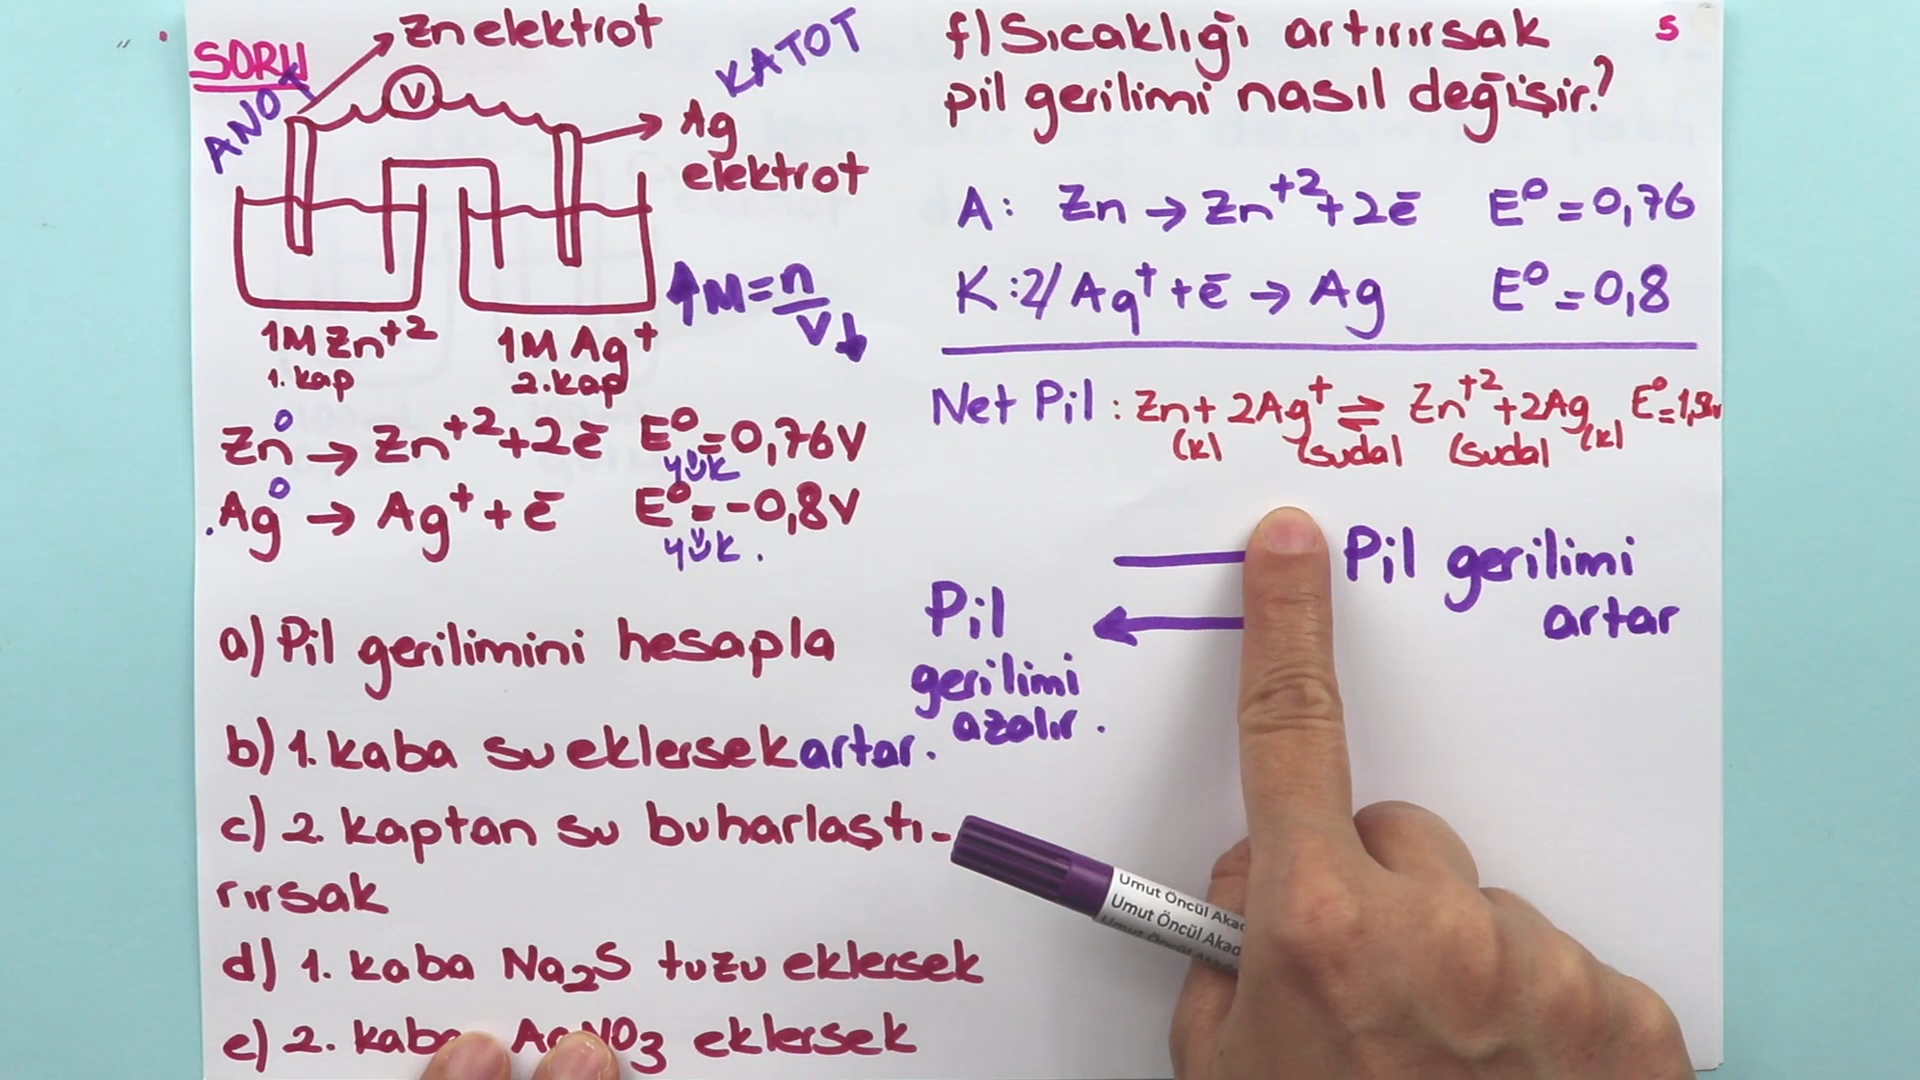 SORU
Zn elektrot
ANOT
V
KATOT
Ag
elektrot
1M Zn+2
1. kap
1M Ag+
2. kap
M = n/V
Zn⁰ → Zn+2 + 2ē E⁰ = 0,76V
yük
Ag⁰ → Ag+ + ē E⁰ = -0,8V
yük.
a) Pil gerilimini hesapla
b) 1. kaba su eklersek artar.
c) 2. kaptan su buharlaştı-
rırsak
d) 1. kaba Na2S tuzu eklersek
e) 2. kaba AgNO3 eklersek
f) Sıcaklığı artırırsak
pil gerilimi nasıl değişir?
5
A: Zn → Zn+2 + 2ē E⁰ = 0,76
K: 2/ Ag+ + ē → Ag E⁰ = 0,8
Net Pil: Zn + 2Ag+ ⇌ Zn+2 + 2Ag
(k) (suda) (suda) (k)
Pil gerilimi
artar
Pil
gerilimi
azalır.
Umut Öncül Akad
Umut Öncül Akad
Umut Öncül Akade